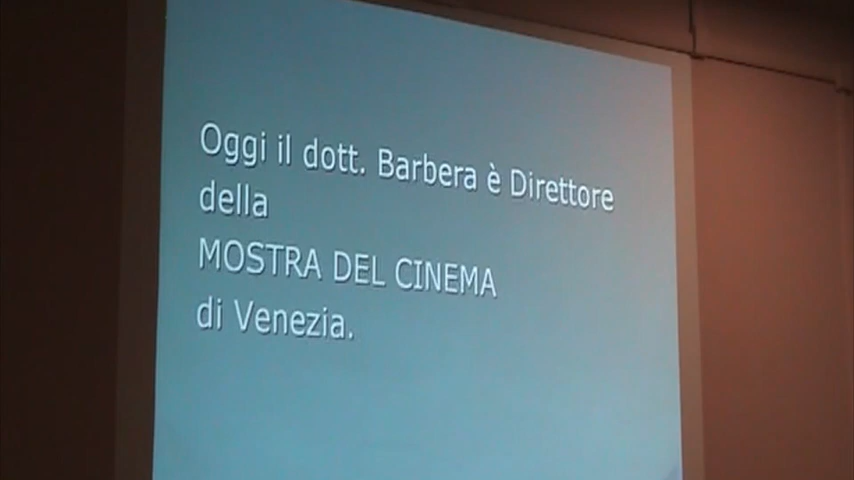 Oggi il dott. Barbera è Direttore
della
MOSTRA DEL CINEMA
di Venezia.